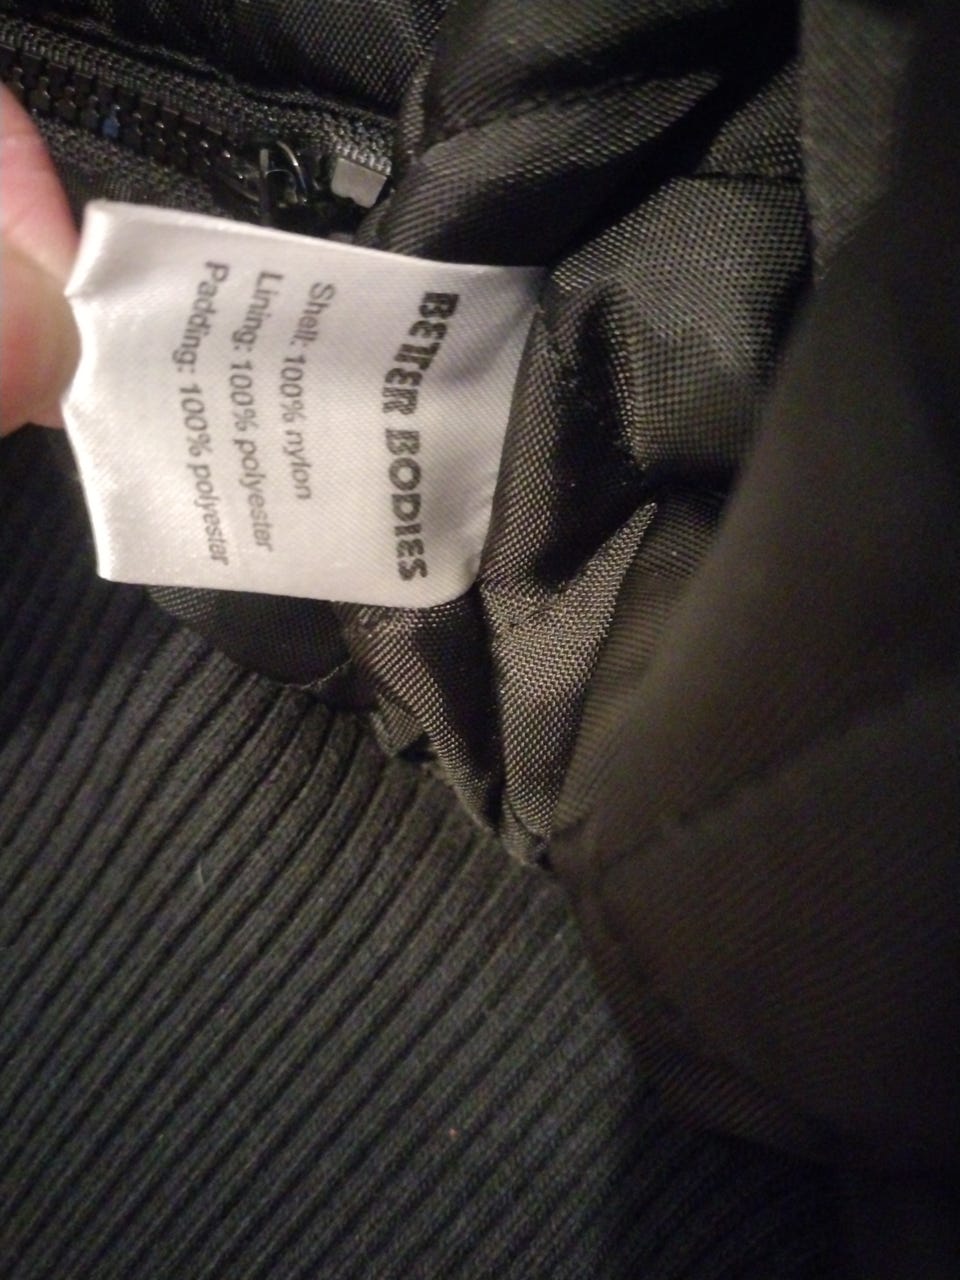 BETTER BODIES
Shell: 100% nylon
Lining: 100% polyester
Padding: 100% polyester